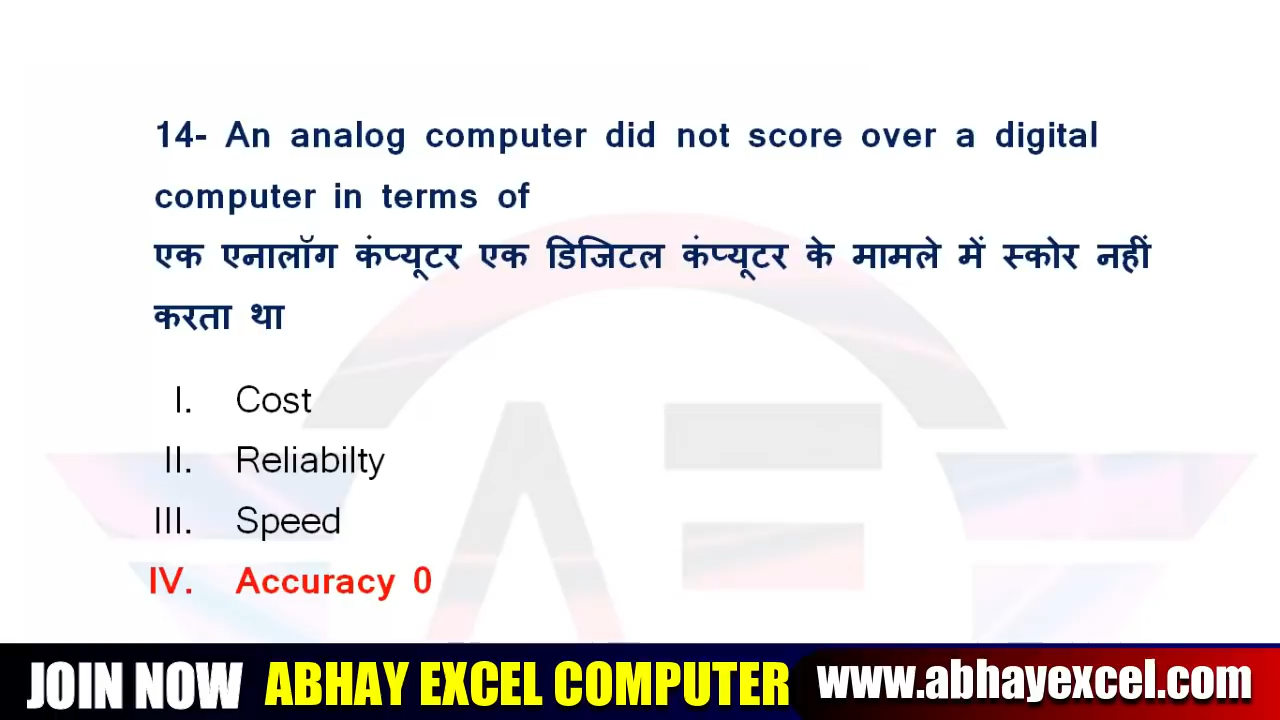 14- An analog computer did not score over a digital
computer in terms of
एक एनालॉग कंप्यूटर एक डिजिटल कंप्यूटर के मामले में स्कोर नहीं
करता था
I. Cost
II. Reliabilty
III. Speed
IV. Accuracy 0
JOIN NOW ABHAY EXCEL COMPUTER www.abhayexcel.com